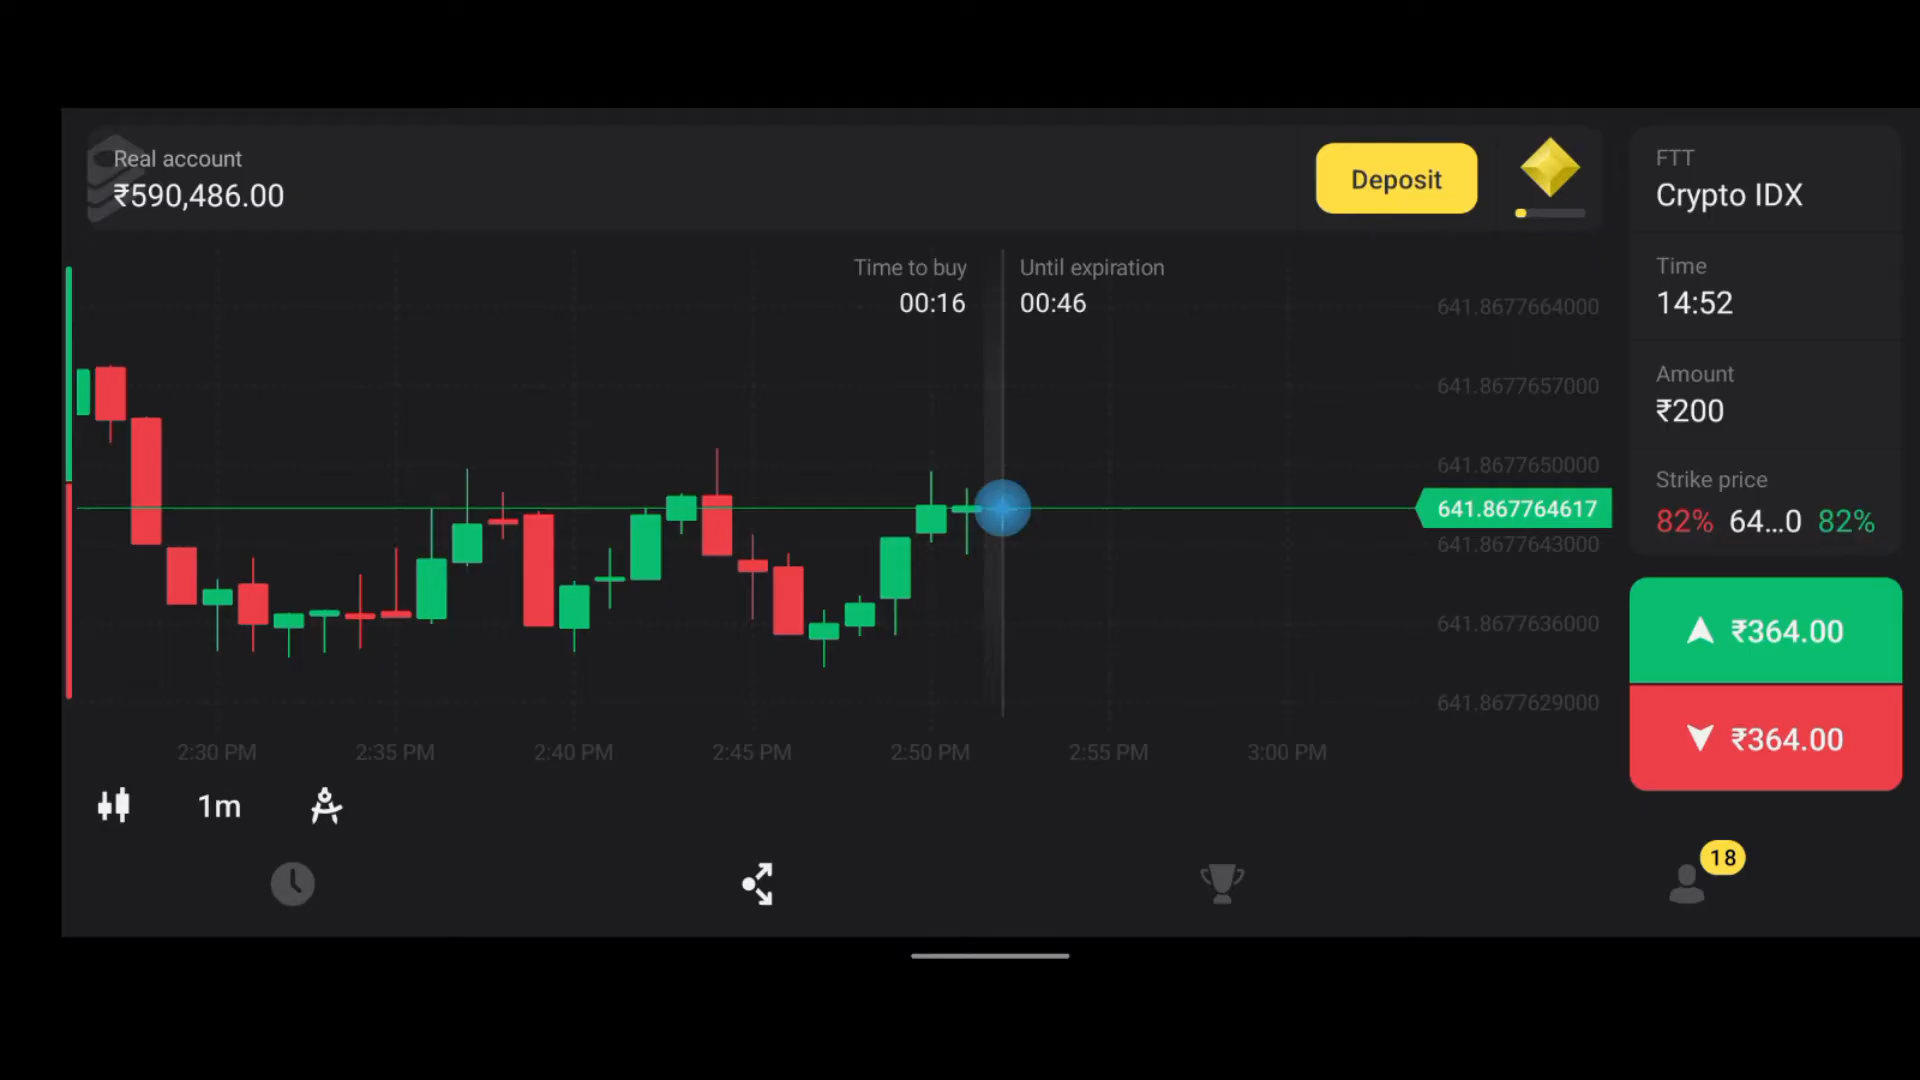 Real account
₹590,486.00
Deposit
FTT
Crypto IDX
Time to buy
00:16
Until expiration
00:46
Time
14:52
Amount
₹200
Strike price
82% 64...0 82%
641.8677664000
641.8677657000
641.8677650000
641.867764617
641.8677643000
641.8677636000
641.8677629000
₹364.00
₹364.00
2:30 PM
2:35 PM
2:40 PM
2:45 PM
2:50 PM
2:55 PM
3:00 PM
1m
18